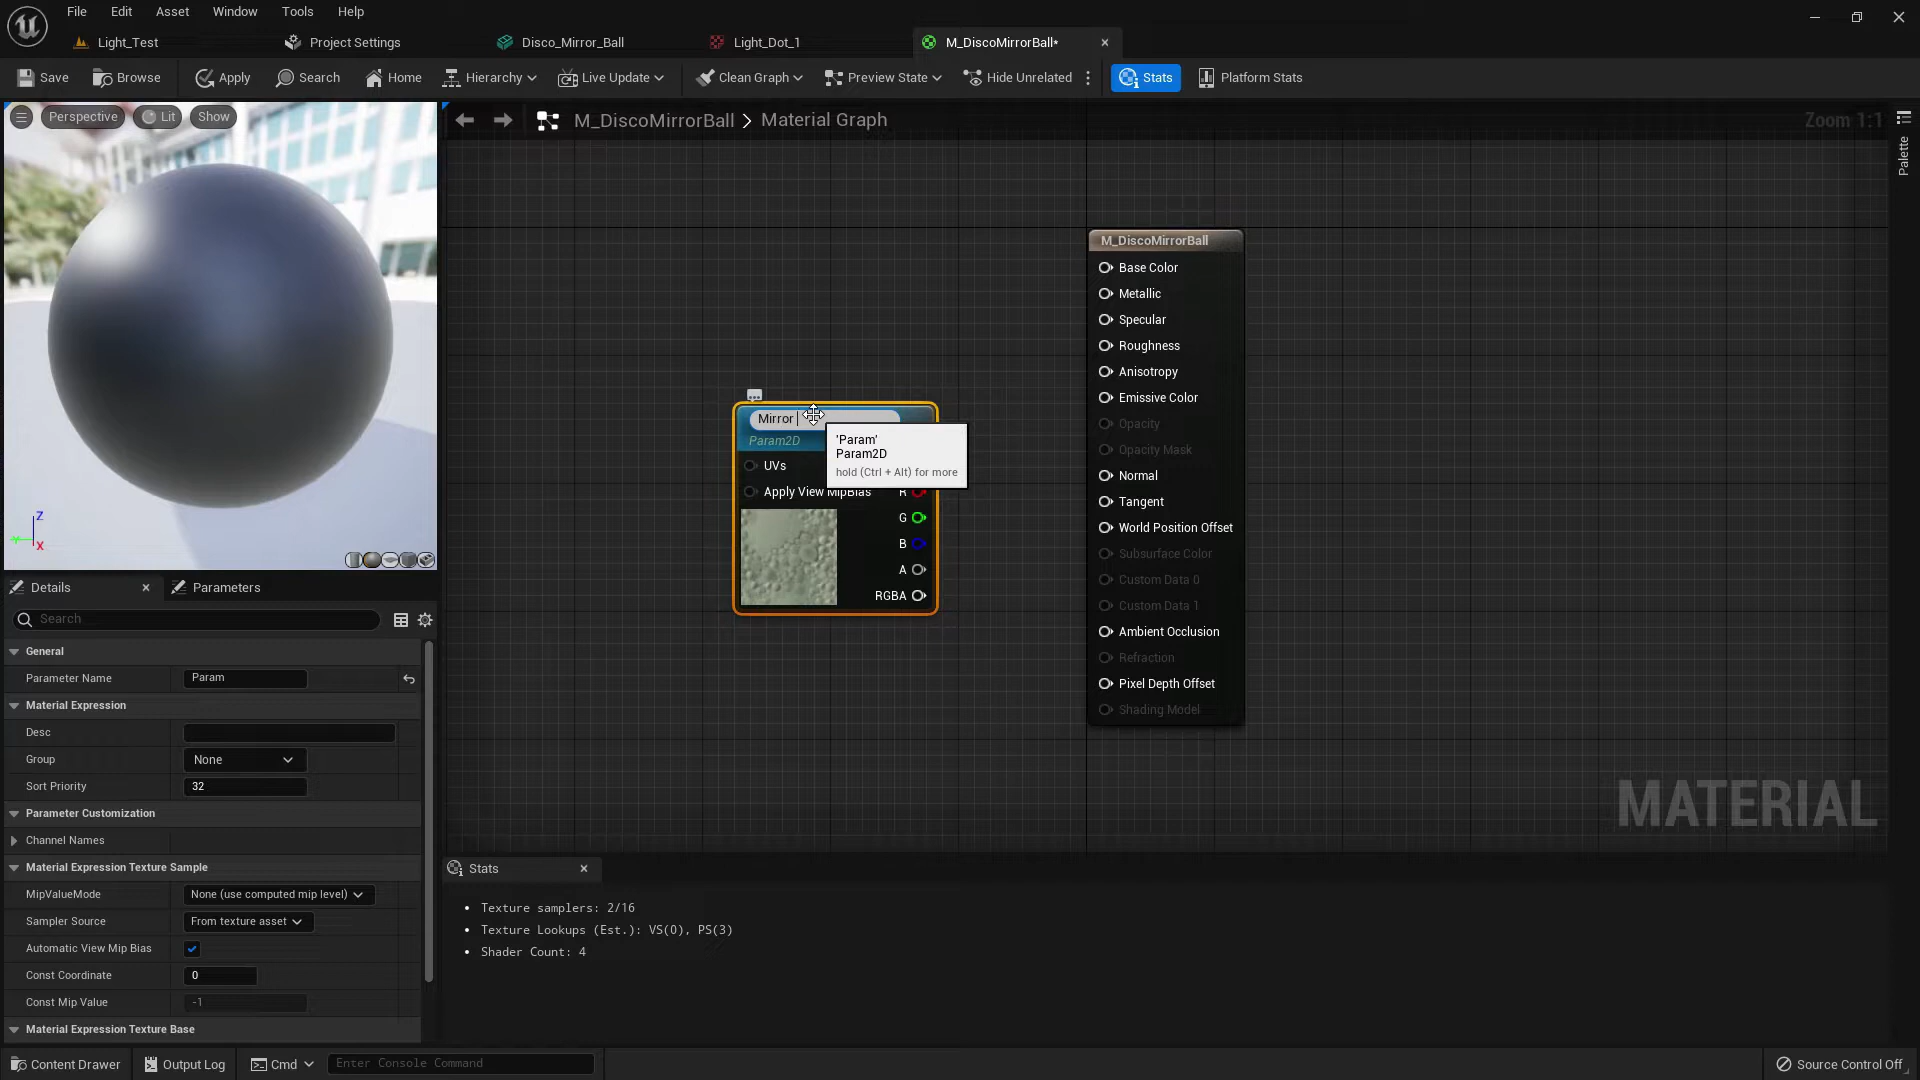 File Edit Asset Window Tools Help
Light_Test Project Settings Disco_Mirror_Ball Light_Dot_1 M_DiscoMirrorBall*
Save Browse Apply Search Home Hierarchy Live Update Clean Graph Preview State Hide Unrelated Stats Platform Stats
Perspective Lit Show
M_DiscoMirrorBall > Material Graph
Zoom 1:1
Palette
M_DiscoMirrorBall
Base Color
Metallic
Specular
Roughness
Anisotropy
Emissive Color
Opacity
Opacity Mask
Normal
Tangent
World Position Offset
Subsurface Color
Custom Data 0
Custom Data 1
Ambient Occlusion
Refraction
Pixel Depth Offset
Shading Model
Mirror
Param2D
UVs
Apply View MipBias R
G
B
A
RGBA
'Param'
Param2D
hold (Ctrl + Alt) for more
MATERIAL
Z
Y
X
Details Parameters
Search
General
Parameter Name Param
Material Expression
Desc
Group None
Sort Priority 32
Parameter Customization
Channel Names
Material Expression Texture Sample
MipValueMode None (use computed mip level)
Sampler Source From texture asset
Automatic View Mip Bias
Const Coordinate 0
Const Mip Value -1
Material Expression Texture Base
Stats
• Texture samplers: 2/16
• Texture Lookups (Est.): VS(0), PS(3)
• Shader Count: 4
Content Drawer Output Log Cmd Enter Console Command Source Control Off